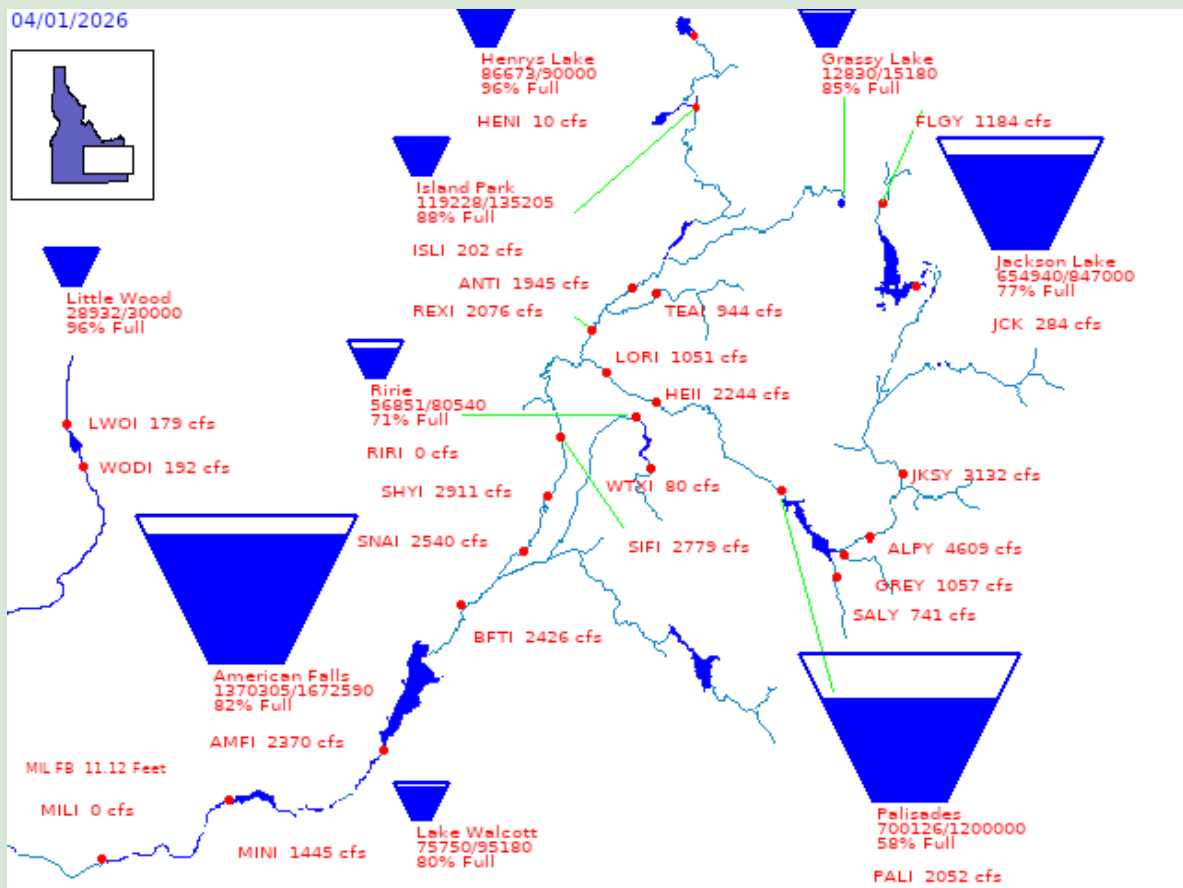 04/01/2026
Henrys Lake
86673/90000
96% Full
HENI 10 cfs
Grassy Lake
12830/15180
85% Full
FLGY 1184 cfs
Island Park
119228/135205
88% Full
ISLI 202 cfs
Jackson Lake
654940/847000
77% Full
JCK 284 cfs
Little Wood
28932/30000
96% Full
ANTI 1945 cfs
REXI 2076 cfs
TEAI 944 cfs
LORI 1051 cfs
Ririe
56851/80540
71% Full
HEII 2244 cfs
LWOI 179 cfs
RIRI 0 cfs
WODI 192 cfs
JKSY 3132 cfs
WTXI 80 cfs
SHYI 2911 cfs
SNAI 2540 cfs
SIFI 2779 cfs
ALPY 4609 cfs
GREY 1057 cfs
SALY 741 cfs
BFTI 2426 cfs
American Falls
1370305/1672590
82% Full
AMFI 2370 cfs
MIL FB 11.12 Feet
MILI 0 cfs
MINI 1445 cfs
Lake Walcott
75750/95180
80% Full
Palisades
700126/1200000
58% Full
PALI 2052 cfs